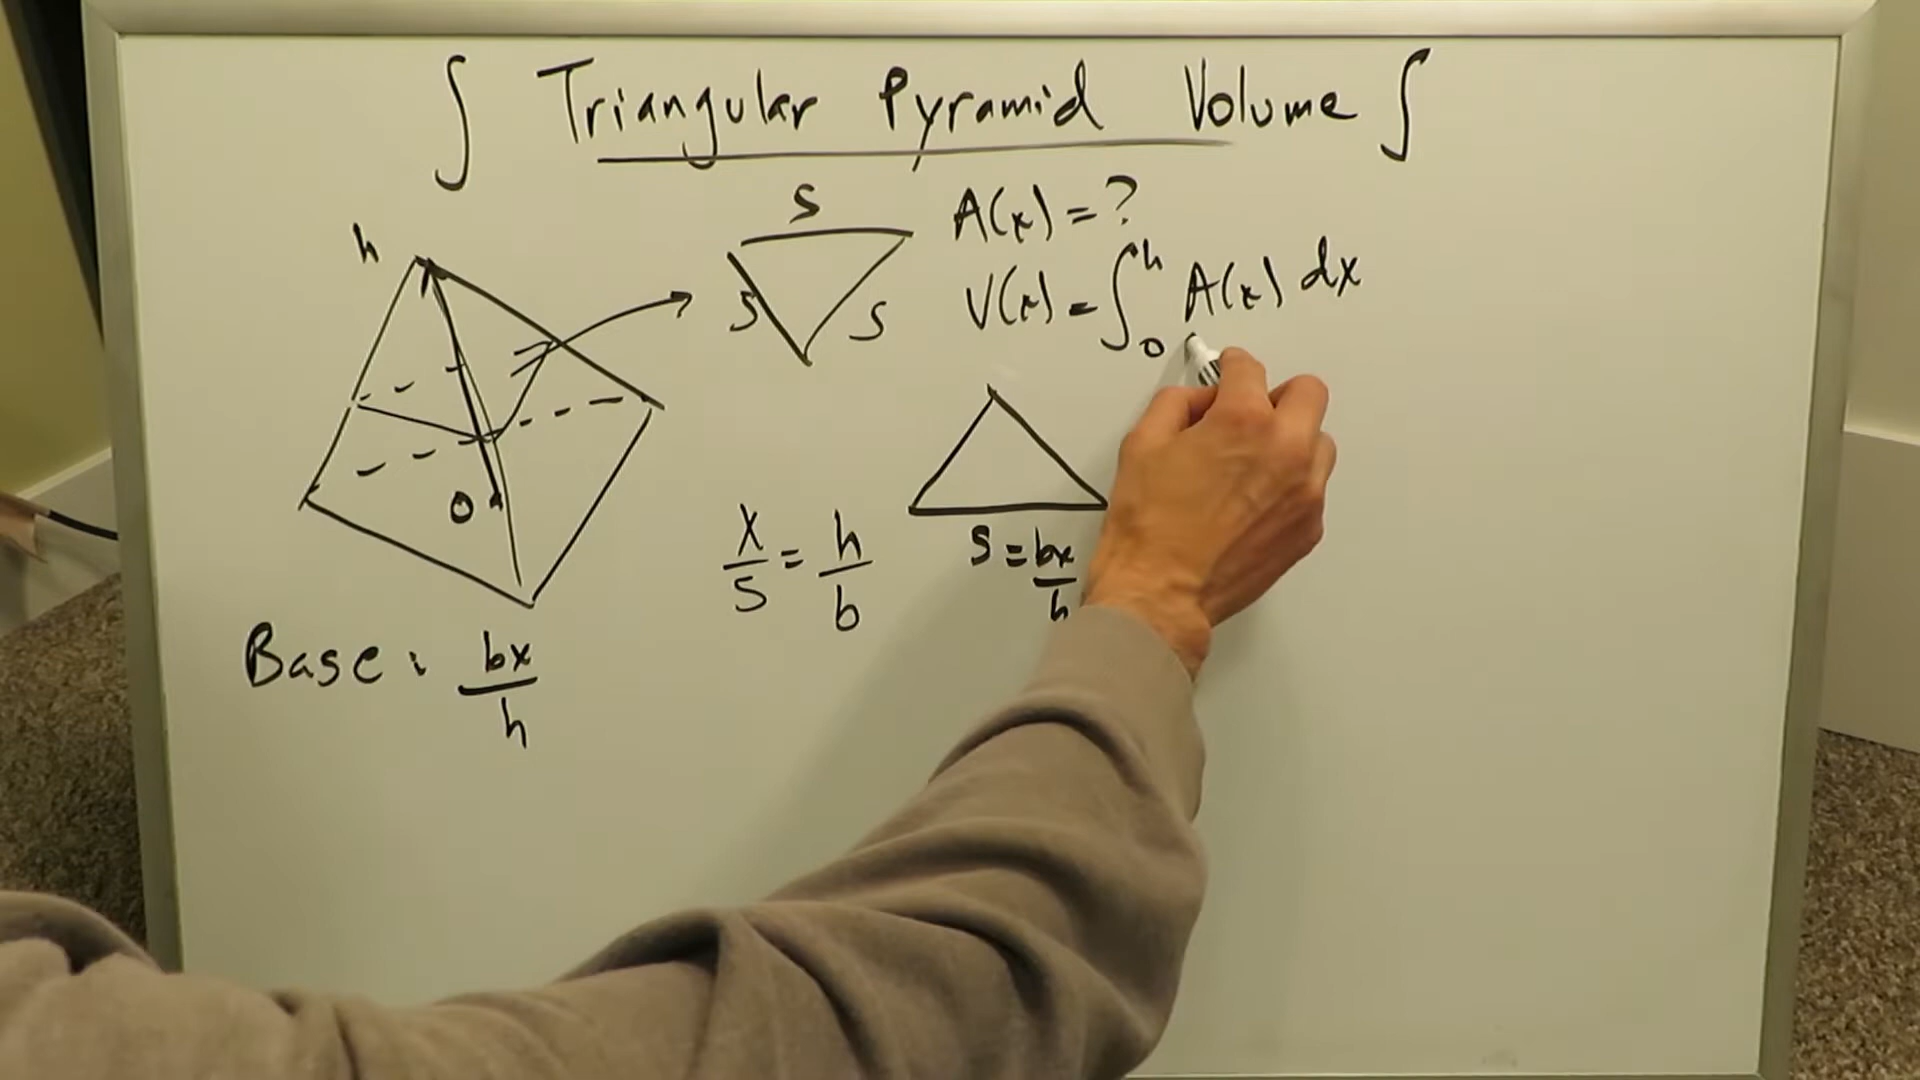 ∫ Triangular Pyramid Volume ∫
h
0
S
S
S
A(x) = ?
V(x) = ∫₀ʰ A(x) dx
x/s = h/b
s = bx/h
Base: bx/h